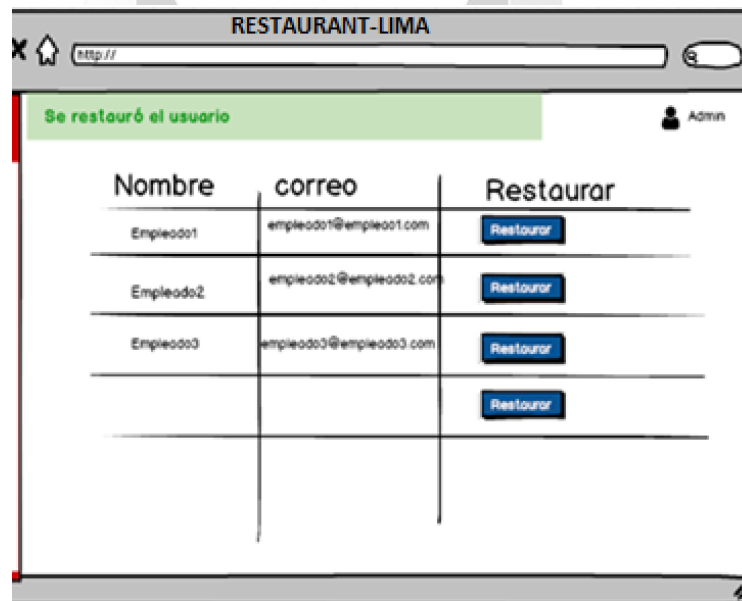 RESTAURANT-LIMA
http://
Se restauró el usuario
Admin
Nombre correo Restaurar
Empleado1 empleado1@empleao1.com Restaurar
Empleado2 empleado2@empleado2.com Restaurar
Empleado3 empleado3@empleado3.com Restaurar
Restaurar